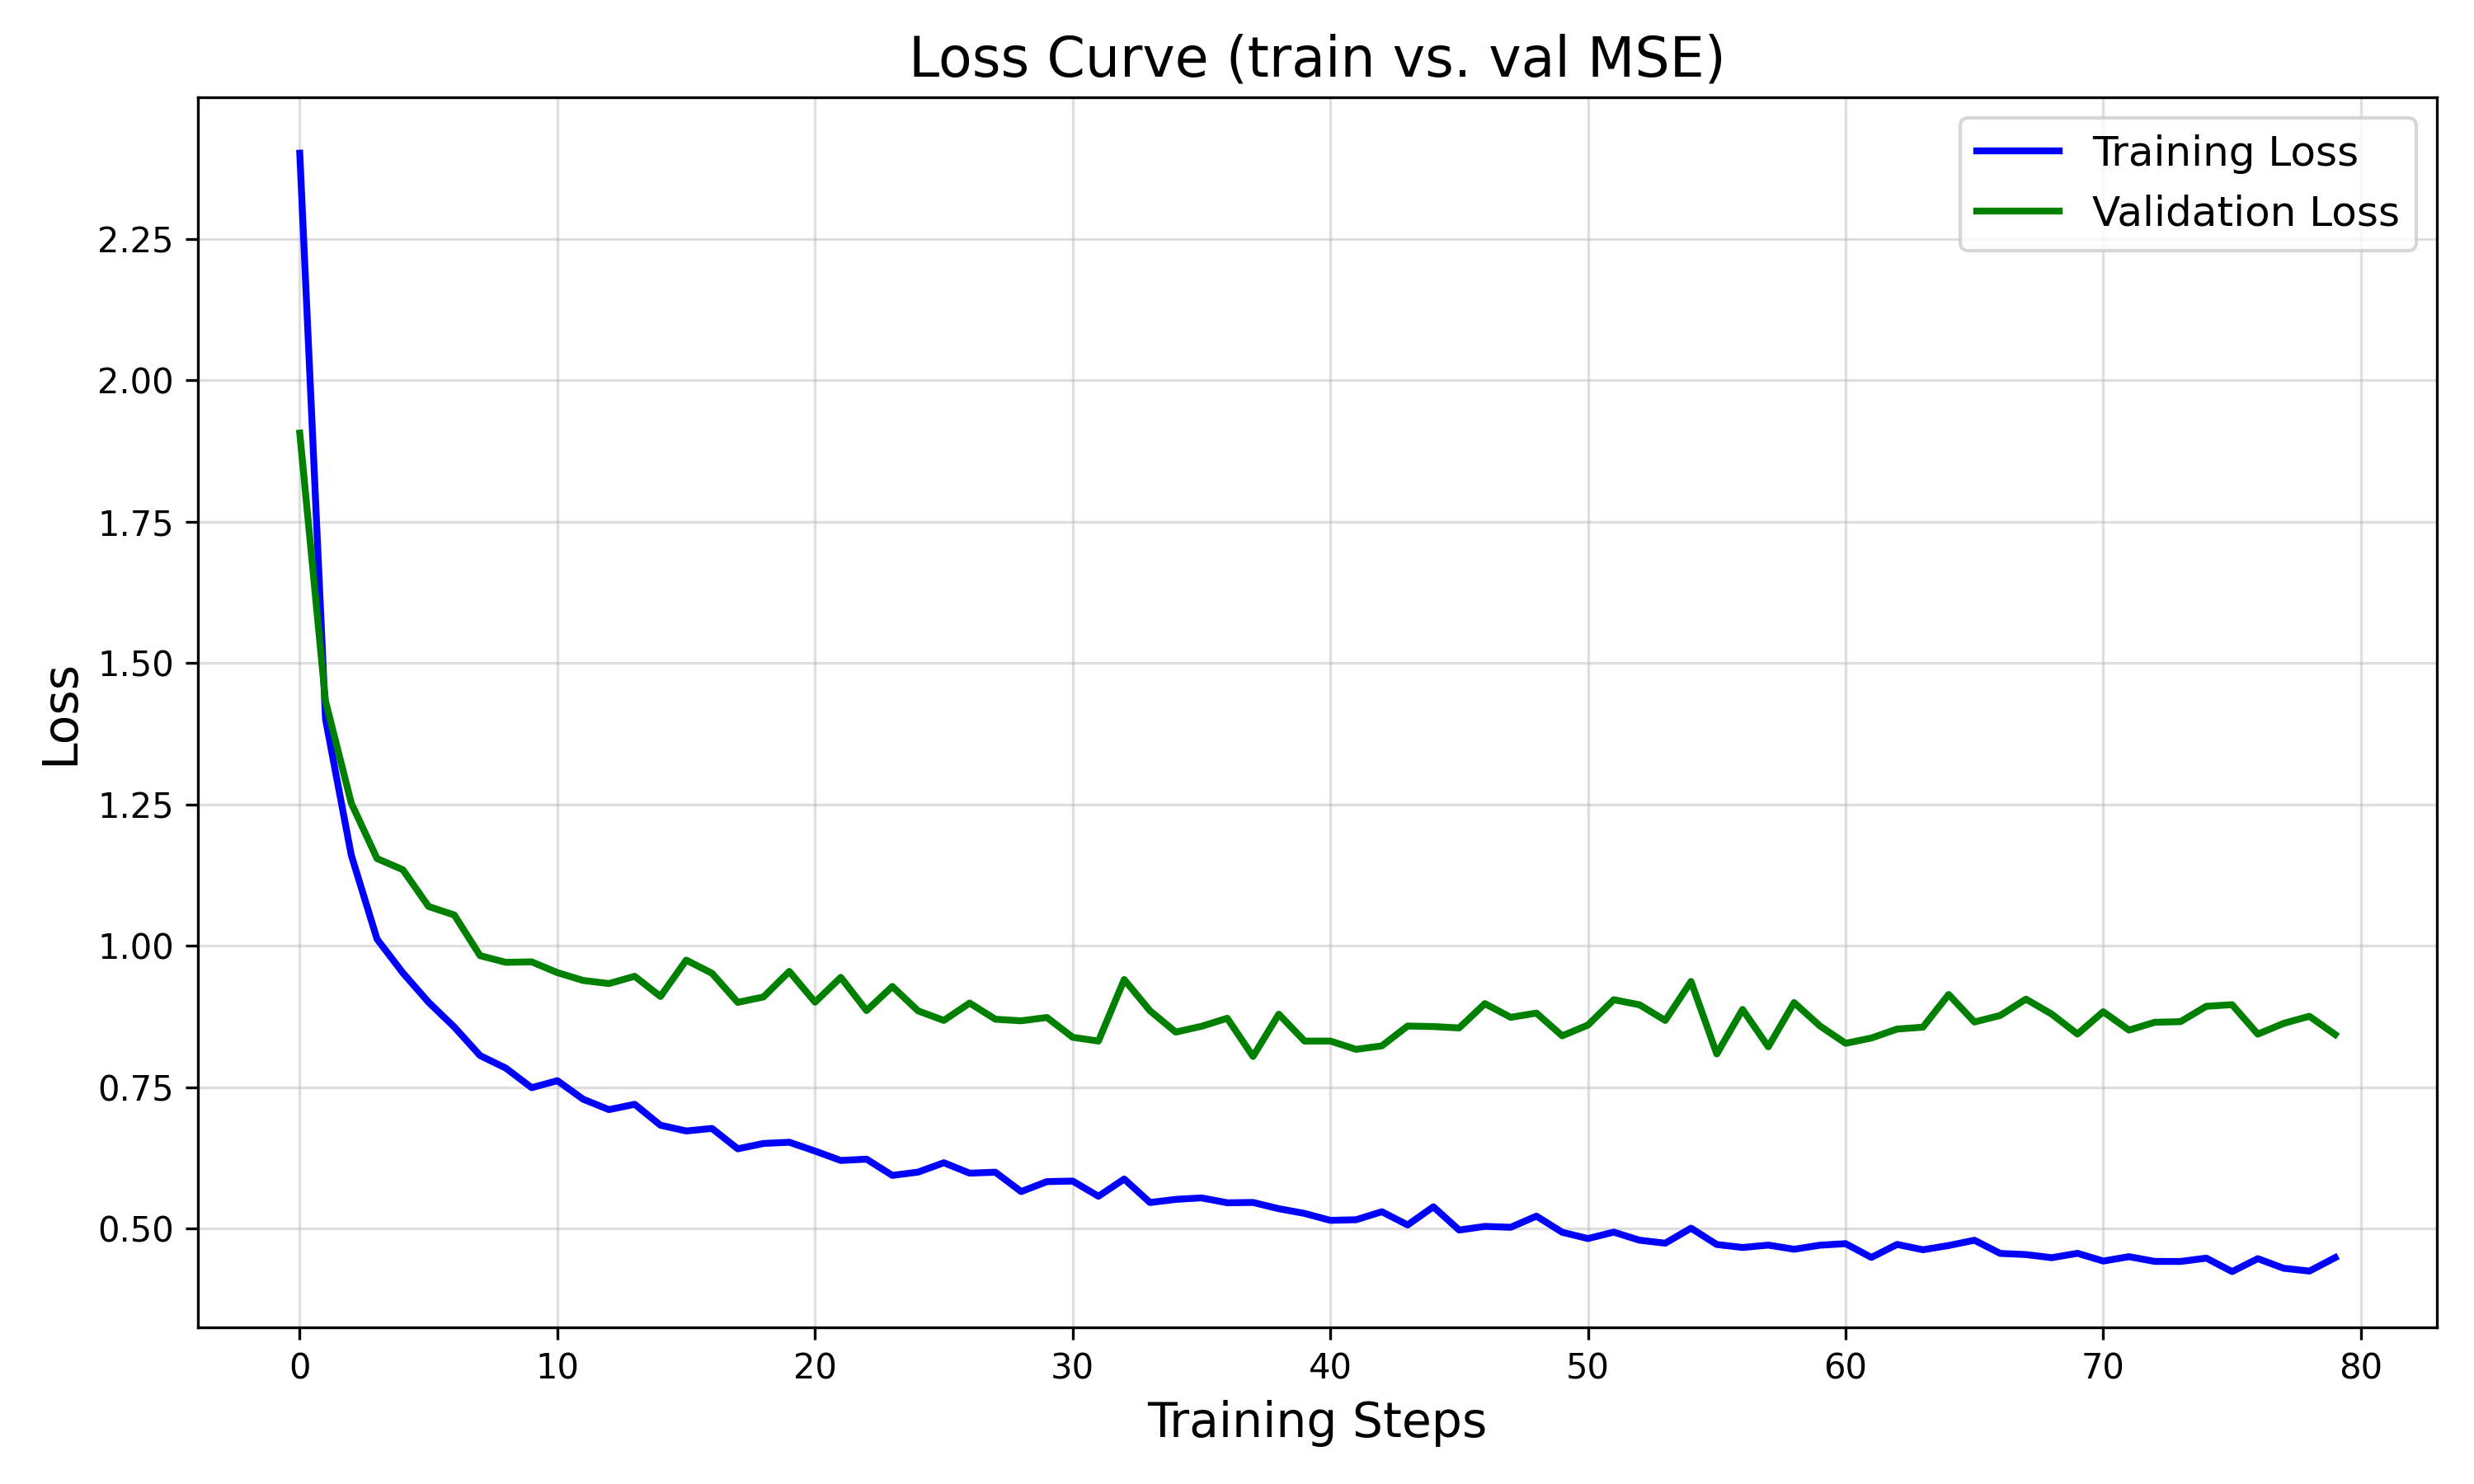 Loss Curve (train vs. val MSE)
Training Loss
Validation Loss
2.25
2.00
1.75
1.50
1.25
1.00
0.75
0.50
Loss
0 10 20 30 40 50 60 70 80
Training Steps